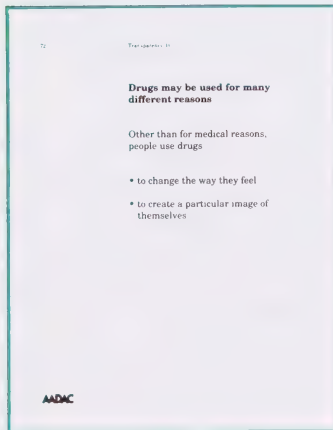 72
Drugs may be used for many
different reasons
Other than for medical reasons,
people use drugs
• to change the way they feel
• to create a particular image of
themselves
AADAC